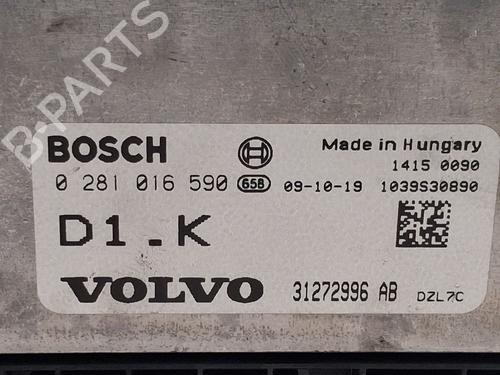 B-PARTS
BOSCH
Made in Hungary
1415 0090
0 281 016 590 658 09-10-19 1039S30890
D1.K
VOLVO 31272996 AB DZL7C